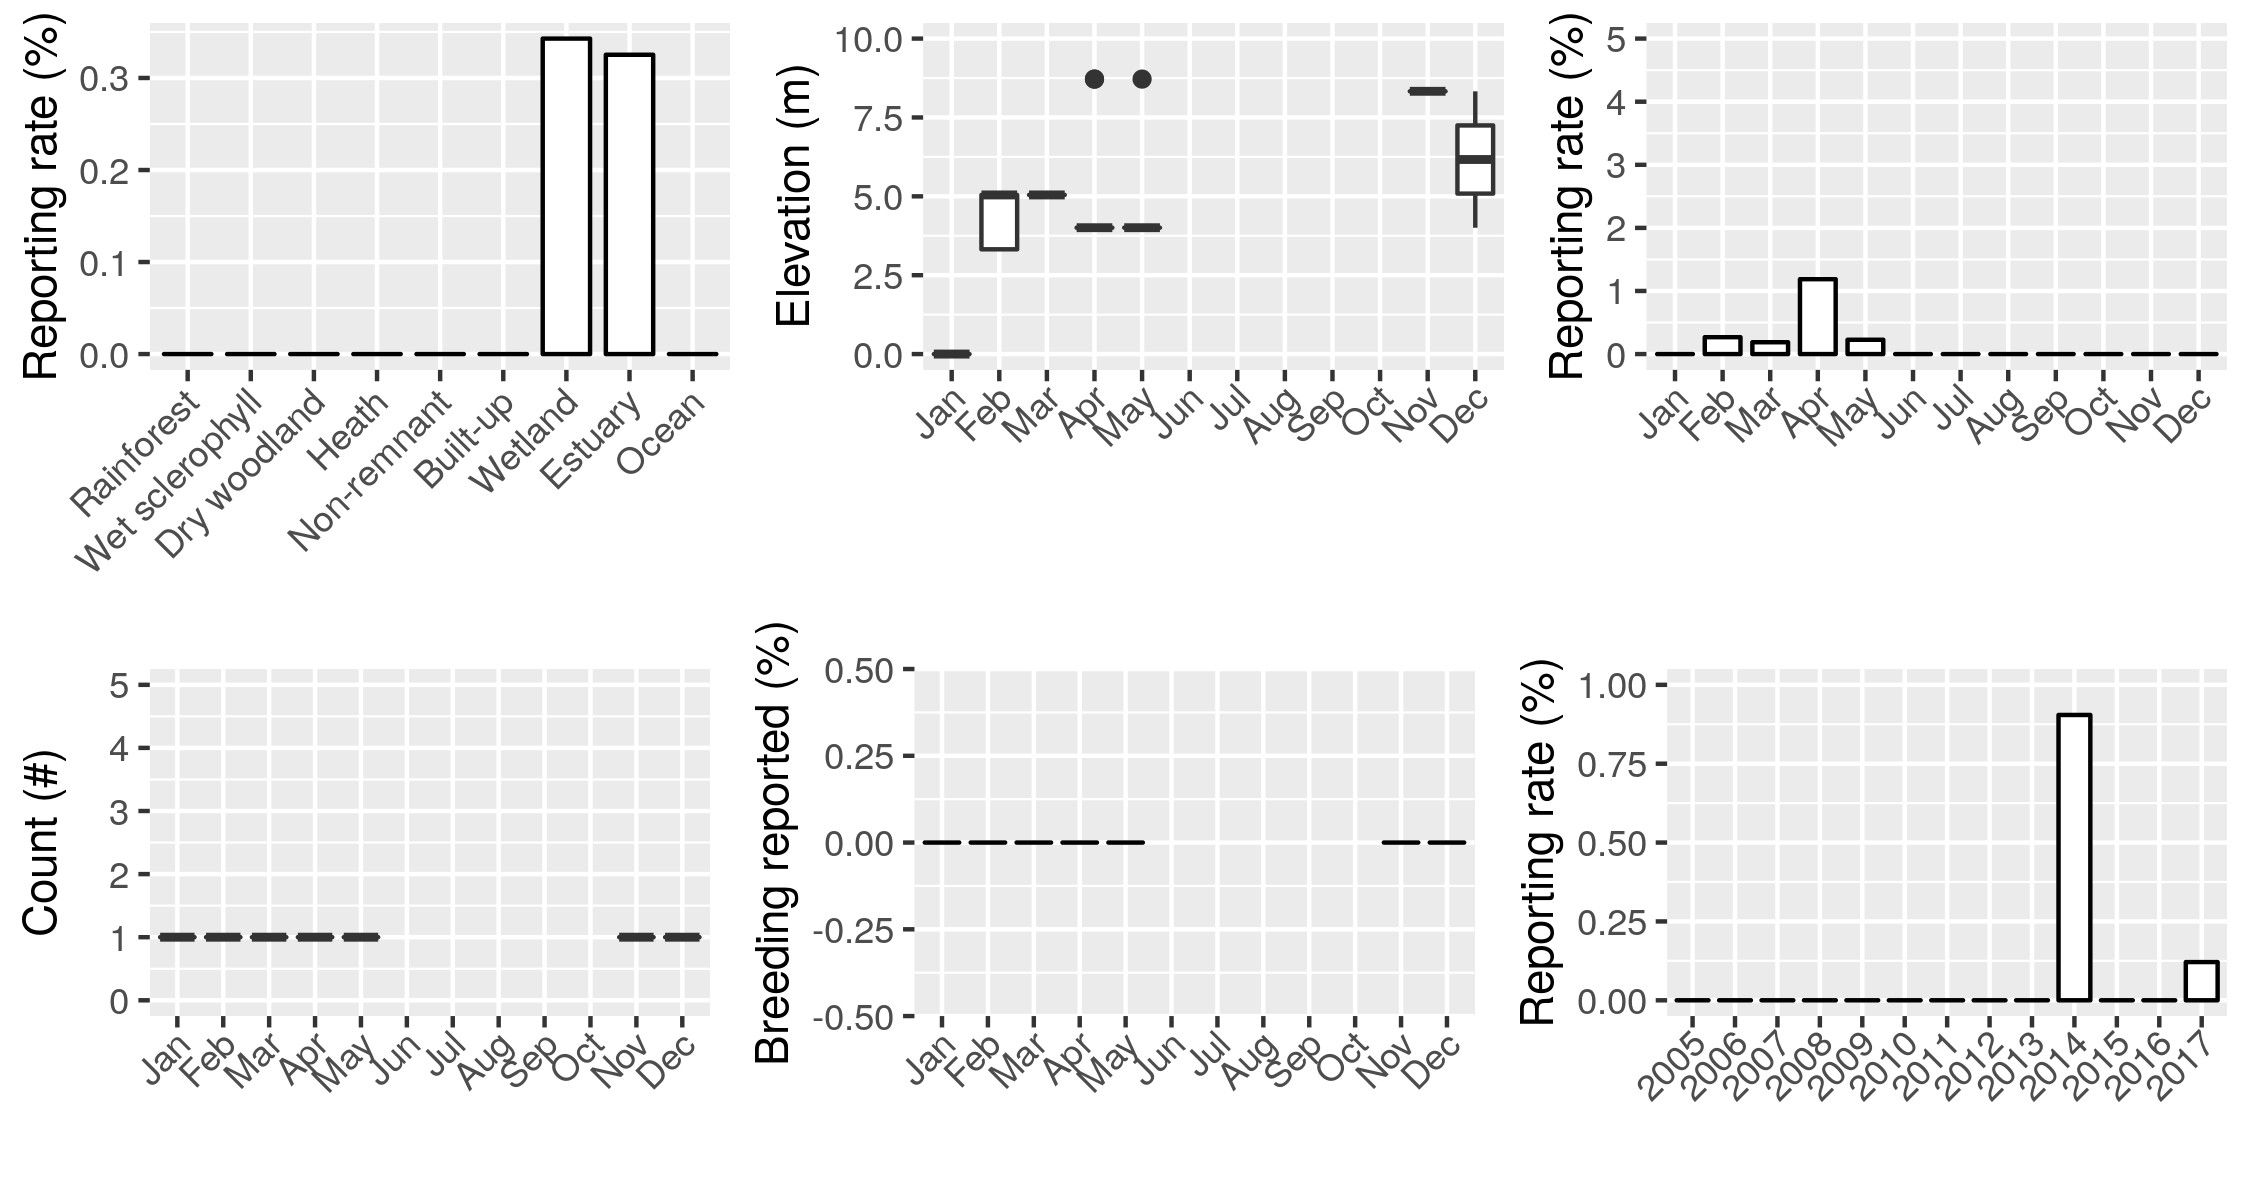 Reporting rate (%)
0.3
0.2
0.1
0.0
Rainforest
Wet sclerophyll
Dry woodland
Heath
Non-remnant
Built-up
Wetland
Estuary
Ocean
Elevation (m)
10.0
7.5
5.0
2.5
0.0
Jan
Feb
Mar
Apr
May
Jun
Jul
Aug
Sep
Oct
Nov
Dec
Reporting rate (%)
5
4
3
2
1
0
Jan
Feb
Mar
Apr
May
Jun
Jul
Aug
Sep
Oct
Nov
Dec
Count (#)
5
4
3
2
1
0
Jan
Feb
Mar
Apr
May
Jun
Jul
Aug
Sep
Oct
Nov
Dec
Breeding reported (%)
0.50
0.25
0.00
-0.25
-0.50
Jan
Feb
Mar
Apr
May
Jun
Jul
Aug
Sep
Oct
Nov
Dec
Reporting rate (%)
1.00
0.75
0.50
0.25
0.00
2005
2006
2007
2008
2009
2010
2011
2012
2013
2014
2015
2016
2017